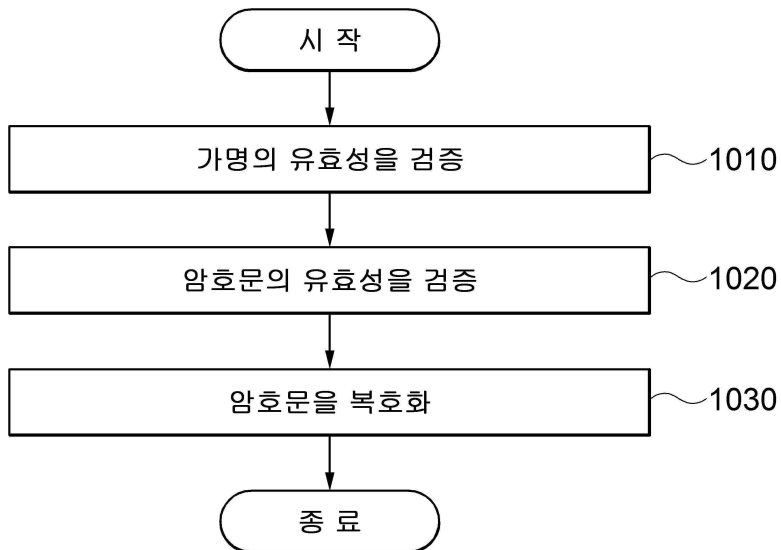 시 작
가명의 유효성을 검증
1010
암호문의 유효성을 검증
1020
암호문을 복호화
1030
종 료